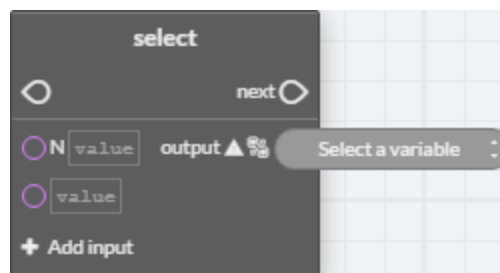 select
next
N value output Select a variable
value
Add input